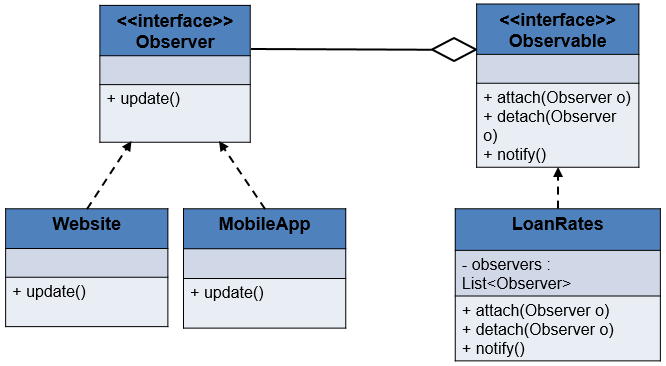 <<interface>>
Observer
+ update()
<<interface>>
Observable
+ attach(Observer o)
+ detach(Observer
o)
+ notify()
Website
+ update()
MobileApp
+ update()
LoanRates
- observers :
List<Observer>
+ attach(Observer o)
+ detach(Observer o)
+ notify()